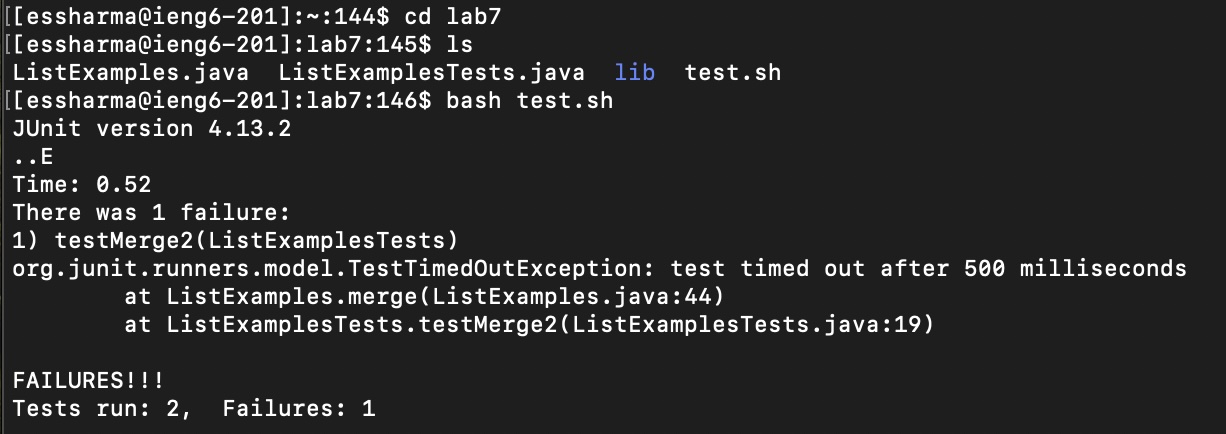 [[essharma@ieng6-201]:~:144$ cd lab7
[[essharma@ieng6-201]:lab7:145$ ls
ListExamples.java  ListExamplesTests.java  lib  test.sh
[[essharma@ieng6-201]:lab7:146$ bash test.sh
JUnit version 4.13.2
..E
Time: 0.52
There was 1 failure:
1) testMerge2(ListExamplesTests)
org.junit.runners.model.TestTimedOutException: test timed out after 500 milliseconds
        at ListExamples.merge(ListExamples.java:44)
        at ListExamplesTests.testMerge2(ListExamplesTests.java:19)
FAILURES!!!
Tests run: 2,  Failures: 1